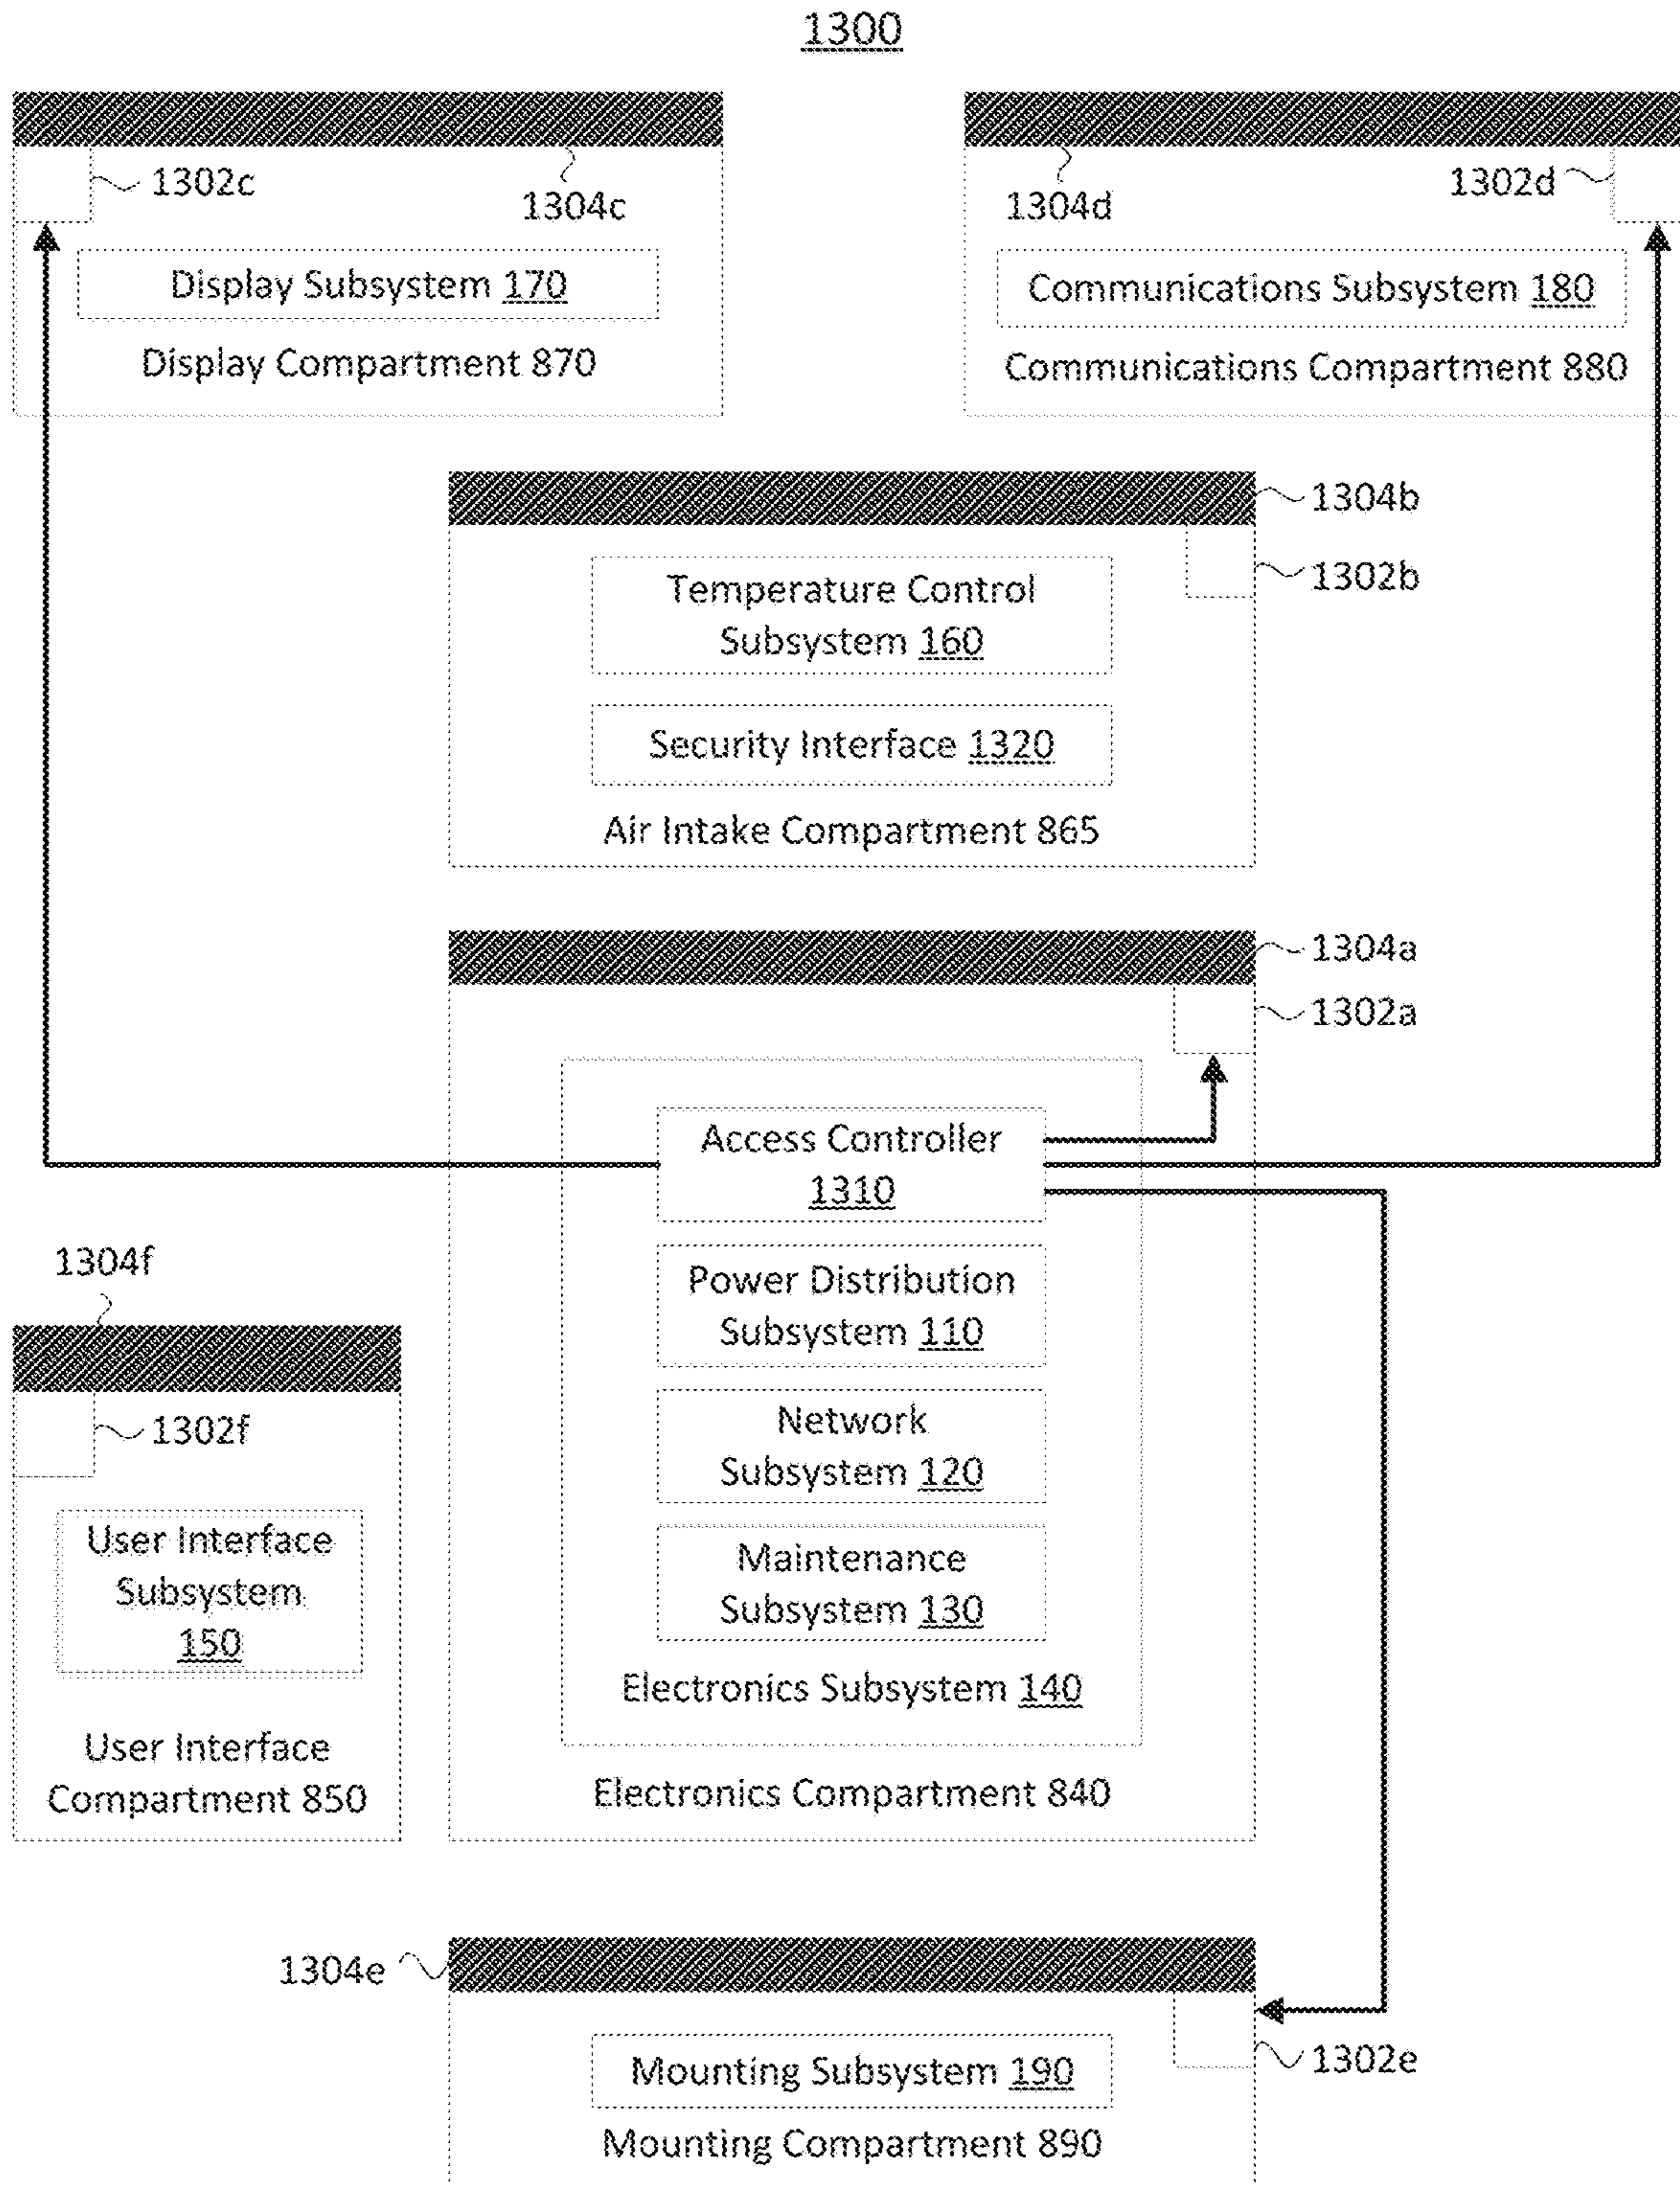 1300
1302c
1304c
Display Subsystem 170
Display Compartment 870
1304d
1302d
Communications Subsystem 180
Communications Compartment 880
1304b
1302b
Temperature Control
Subsystem 160
Security Interface 1320
Air Intake Compartment 865
1304a
1302a
Access Controller
1310
Power Distribution
Subsystem 110
Network
Subsystem 120
Maintenance
Subsystem 130
Electronics Subsystem 140
Electronics Compartment 840
1304f
1302f
User Interface
Subsystem
150
User Interface
Compartment 850
1304e
1302e
Mounting Subsystem 190
Mounting Compartment 890